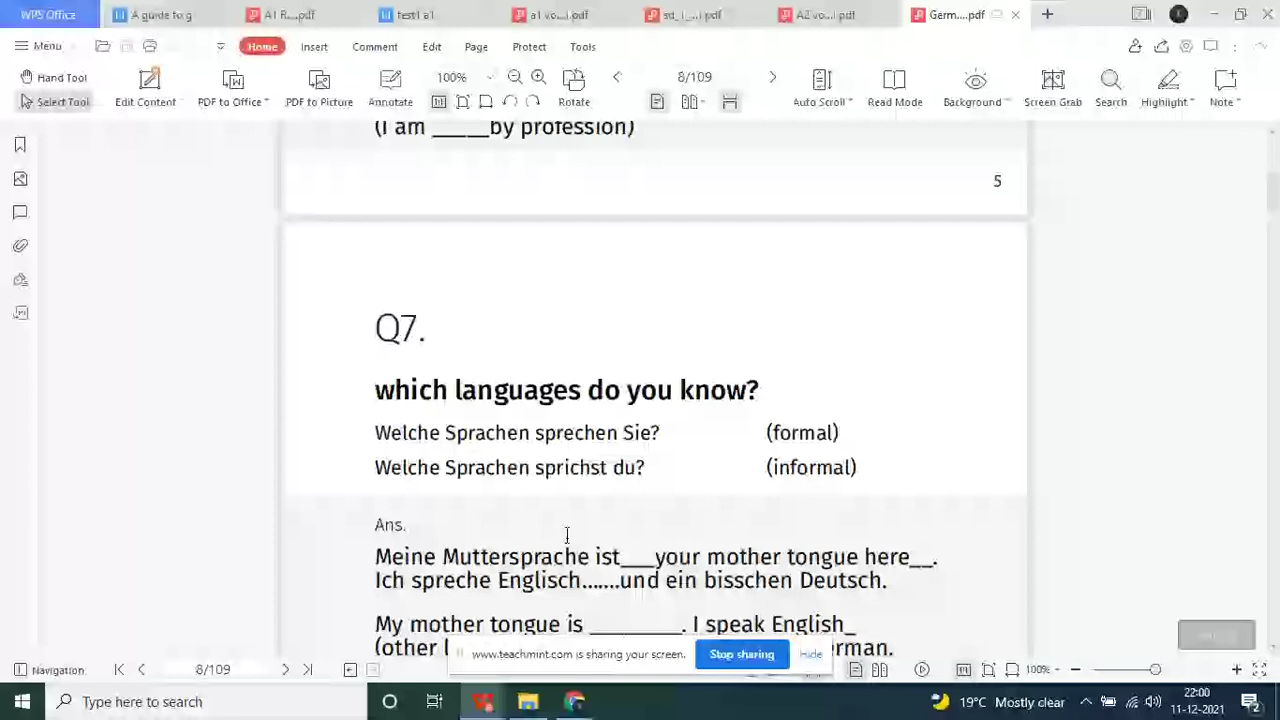 WPS Office
A guide to g
A1 R....pdf
test1 a1
a1 vo...l.pdf
sd_1_...l.pdf
A2 vo...l.pdf
Germ....pdf
Menu
Home
Insert
Comment
Edit
Page
Protect
Tools
Hand Tool
Select Tool
Edit Content
PDF to Office
PDF to Picture
Annotate
100%
Rotate
8/109
Auto Scroll
Read Mode
Background
Screen Grab
Search
Highlight
Note
(I am _____by profession)
5
Q7.
which languages do you know?
Welche Sprachen sprechen Sie? (formal)
Welche Sprachen sprichst du? (informal)
Ans.
Meine Muttersprache ist___your mother tongue here__.
Ich spreche Englisch.......und ein bisschen Deutsch.
My mother tongue is ________. I speak English_
(other
www.teachmint.com is sharing your screen.
Stop sharing
Hide
Navigation
8/109
100%
Type here to search
19°C Mostly clear
22:00
11-12-2021
2